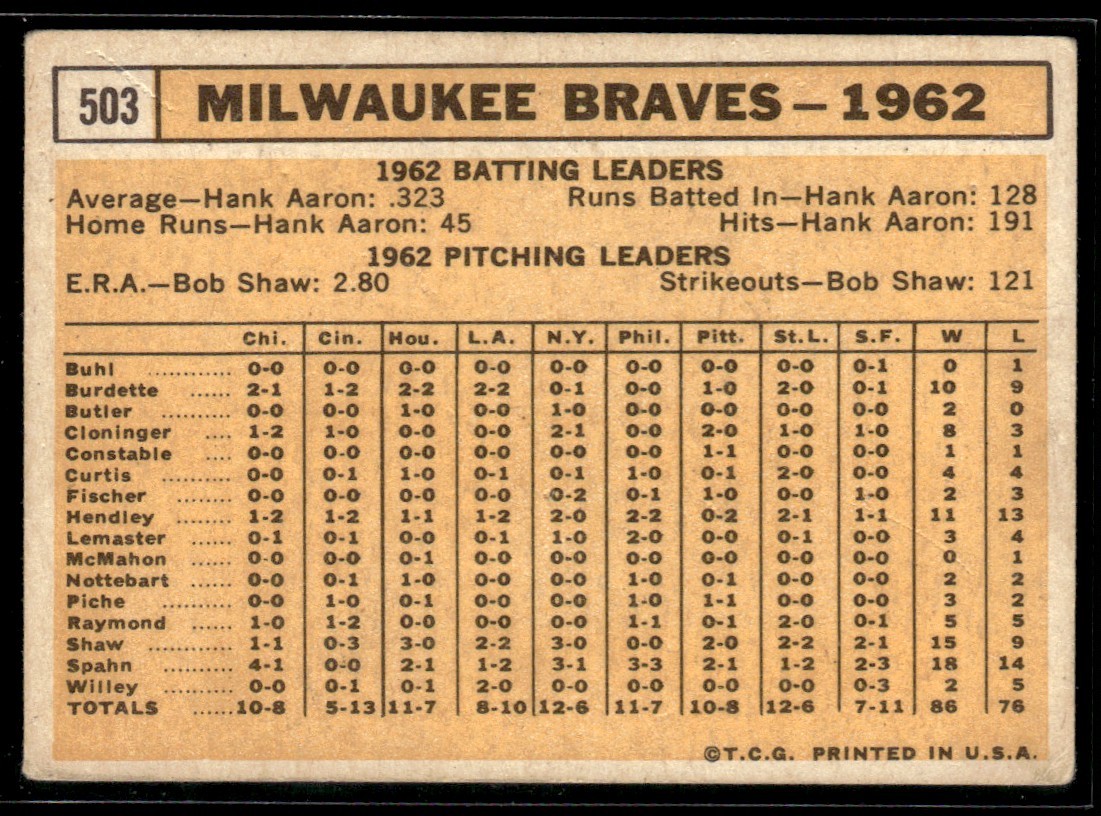 503 MILWAUKEE BRAVES — 1962
1962 BATTING LEADERS
Average—Hank Aaron: .323 Runs Batted In—Hank Aaron: 128
Home Runs—Hank Aaron: 45 Hits—Hank Aaron: 191
1962 PITCHING LEADERS
E.R.A.—Bob Shaw: 2.80 Strikeouts—Bob Shaw: 121
Chi. Cin. Hou. L.A. N.Y. Phil. Pitt. St.L. S.F. W L
Buhl ............ 0-0 0-0 0-0 0-0 0-0 0-0 0-0 0-0 0-1 0 1
Burdette ...... 2-1 1-2 2-2 2-2 0-1 0-0 1-0 2-0 0-1 10 9
Butler .......... 0-0 0-0 1-0 0-0 1-0 0-0 0-0 0-0 0-0 2 0
Cloninger .... 1-2 1-0 0-0 0-0 2-1 0-0 2-0 1-0 1-0 8 3
Constable .... 0-0 0-0 0-0 0-0 0-0 0-0 1-1 0-0 0-0 1 1
Curtis .......... 0-0 0-1 1-0 0-1 0-1 1-0 0-1 2-0 0-0 4 4
Fischer ........ 0-0 0-0 0-0 0-0 0-2 0-1 1-0 0-0 1-0 2 3
Hendley ........ 1-2 1-2 1-1 1-2 2-0 2-2 0-2 2-1 1-1 11 13
Lemaster ...... 0-1 0-1 0-0 0-1 1-0 2-0 0-0 0-1 0-0 3 4
McMahon ...... 0-0 0-0 0-1 0-0 0-0 0-0 0-0 0-0 0-0 0 1
Nottebart ...... 0-0 0-1 1-0 0-0 0-0 1-0 0-1 0-0 0-0 2 2
Piche .......... 0-0 1-0 0-1 0-0 0-0 1-0 1-1 0-0 0-0 3 2
Raymond ...... 1-0 1-2 0-0 0-0 0-0 1-1 0-1 2-0 0-1 5 5
Shaw ............ 1-1 0-3 3-0 2-2 3-0 0-0 2-0 2-2 2-1 15 9
Spahn .......... 4-1 0-0 2-1 1-2 3-1 3-3 2-1 1-2 2-3 18 14
Willey .......... 0-0 0-1 0-1 2-0 0-0 0-0 0-0 0-0 0-3 2 5
TOTALS ......10-8 5-13 11-7 8-10 12-6 11-7 10-8 12-6 7-11 86 76
©T.C.G. PRINTED IN U.S.A.